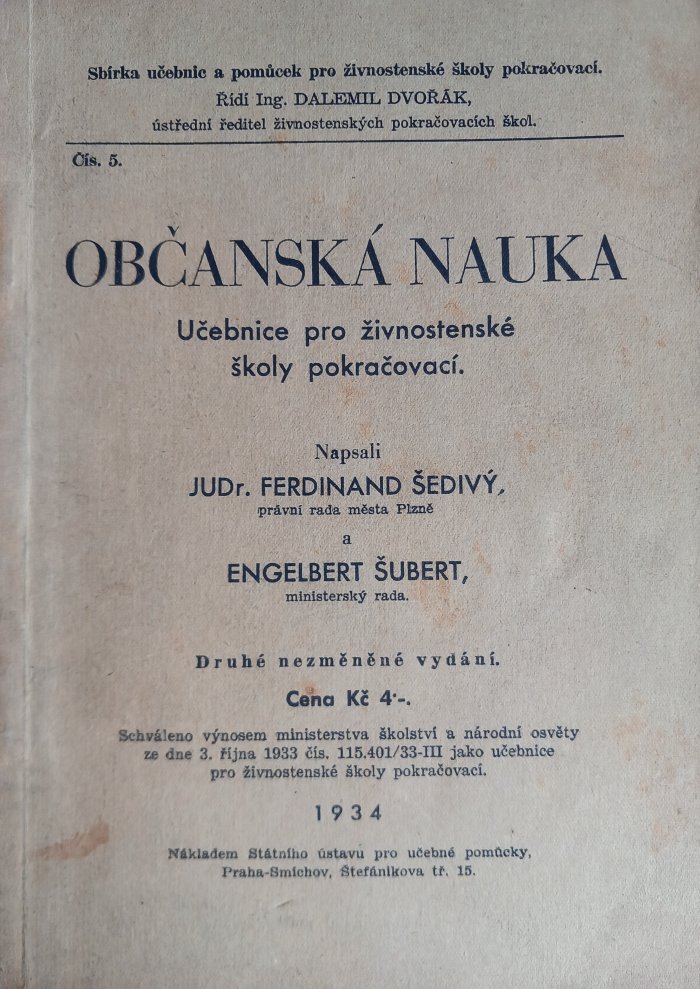 Sbírka učebnic a pomůcek pro živnostenské školy pokračovací.
Řídí Ing. DALEMIL DVOŘÁK,
ústřední ředitel živnostenských pokračovacích škol.
Čís. 5.
OBČANSKÁ NAUKA
Učebnice pro živnostenské
školy pokračovací.
Napsali
JUDr. FERDINAND ŠEDIVÝ,
právní rada města Plzně
a
ENGELBERT ŠUBERT,
ministerský rada.
Druhé nezměněné vydání.
Cena Kč 4·-.
Schváleno výnosem ministerstva školství a národní osvěty
ze dne 3. října 1933 čís. 115.401/33-III jako učebnice
pro živnostenské školy pokračovací.
1934
Nákladem Státního ústavu pro učebné pomůcky,
Praha-Smíchov, Štefánikova tř. 15.